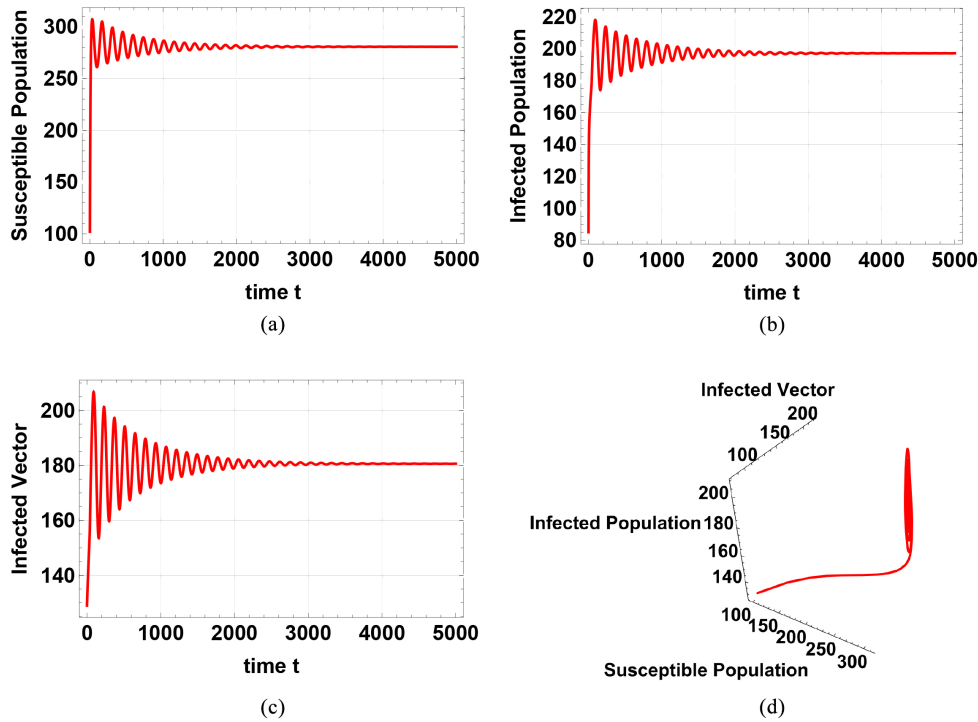 Susceptible Population
300
250
200
150
100
0 1000 2000 3000 4000 5000
time t
(a)
Infected Population
220
200
180
160
140
120
100
80
0 1000 2000 3000 4000 5000
time t
(b)
Infected Vector
200
180
160
140
0 1000 2000 3000 4000 5000
time t
(c)
Infected Vector
200
150
100
200
Infected Population
180
160
140
100
150
200
250
300
Susceptible Population
(d)